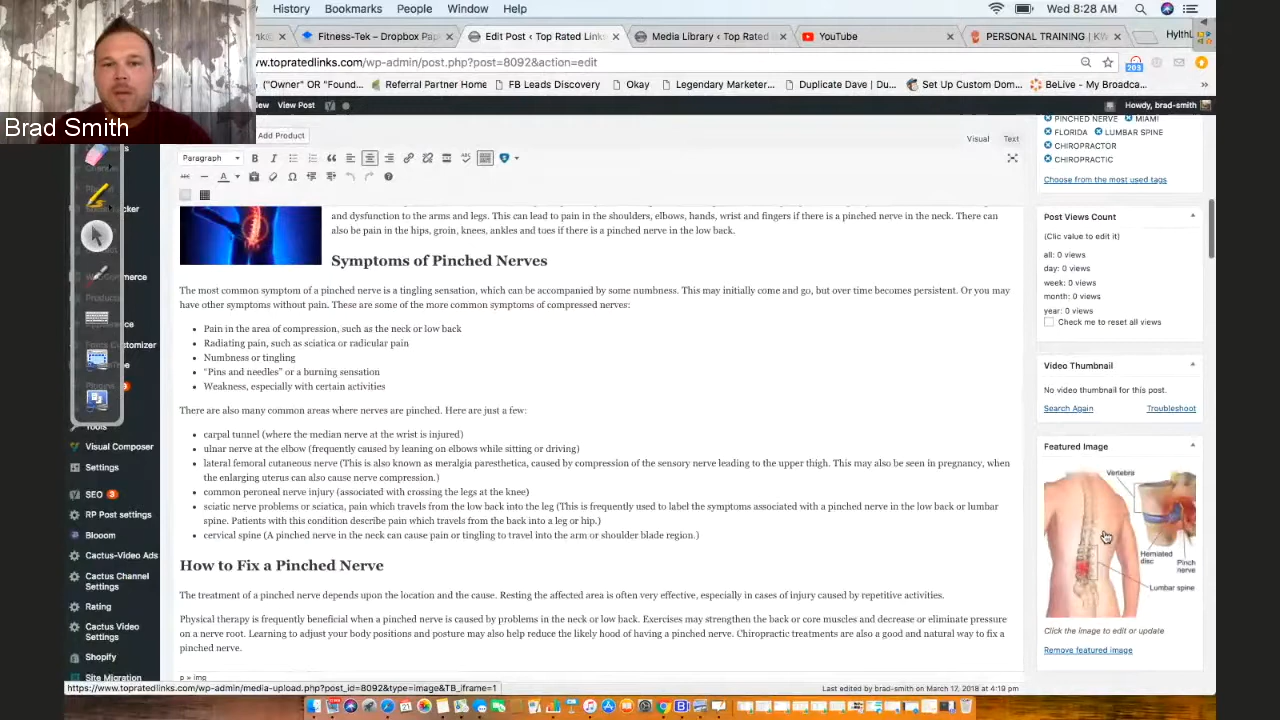 History Bookmarks People Window Help
Wed 8:28 AM
Fitness-Tek – Dropbox Pap
Edit Post ‹ Top Rated Link
Media Library ‹ Top Rated
YouTube
PERSONAL TRAINING | KW
ww.topratedlinks.com/wp-admin/post.php?post=8092&action=edit
203
("Owner" OR "Found
FB Leads Discovery
Okay
Legendary Marketer
Duplicate Dave | Du
Set Up Custom Dom
BeLive - My Broadca
View Post
Howdy, brad-smith
Brad Smith
Add Product
Visual Text
Paragraph
PINCHED NERVE MIAMI
FLORIDA LUMBAR SPINE
CHIROPRACTOR
CHIROPRACTIC
Choose from the most used tags
and dysfunction to the arms and legs. This can lead to pain in the shoulders, elbows, hands, wrist and fingers if there is a pinched nerve in the neck. There can
also be pain in the hips, groin, knees, ankles and toes if there is a pinched nerve in the low back.
Symptoms of Pinched Nerves
The most common symptom of a pinched nerve is a tingling sensation, which can be accompanied by some numbness. This may initially come and go, but over time becomes persistent. Or you may
have other symptoms without pain. These are some of the more common symptoms of compressed nerves:
Pain in the area of compression, such as the neck or low back
Radiating pain, such as sciatica or radicular pain
Numbness or tingling
"Pins and needles" or a burning sensation
Weakness, especially with certain activities
There are also many common areas where nerves are pinched. Here are just a few:
carpal tunnel (where the median nerve at the wrist is injured)
ulnar nerve at the elbow (frequently caused by leaning on elbows while sitting or driving)
lateral femoral cutaneous nerve (This is also known as meralgia paresthetica, caused by compression of the sensory nerve leading to the upper thigh. This may also be seen in pregnancy, when
the enlarging uterus can also cause nerve compression.)
common peroneal nerve injury (associated with crossing the legs at the knee)
sciatic nerve problems or sciatica, pain which travels from the low back into the leg (This is frequently used to label the symptoms associated with a pinched nerve in the low back or lumbar
spine. Patients with this condition describe pain which travels from the back into a leg or hip.)
cervical spine (A pinched nerve in the neck can cause pain or tingling to travel into the arm or shoulder blade region.)
How to Fix a Pinched Nerve
The treatment of a pinched nerve depends upon the location and the cause. Resting the affected area is often very effective, especially in cases of injury caused by repetitive activities.
Physical therapy is frequently beneficial when a pinched nerve is caused by problems in the neck or low back. Exercises may strengthen the back or core muscles and decrease or eliminate pressure
on a nerve root. Learning to adjust your body positions and posture may also help reduce the likely hood of having a pinched nerve. Chiropractic treatments are also a good and natural way to fix a
pinched nerve.
p » img
Last edited by brad-smith on March 17, 2018 at 4:19 pm
Post Views Count
(Clic value to edit it)
all: 0 views
day: 0 views
week: 0 views
month: 0 views
year: 0 views
Check me to reset all views
Video Thumbnail
No video thumbnail for this post.
Search Again Troubleshoot
Featured Image
Vertebra
Herniated
disc
Pinch
nerve
Lumbar spine
Click the image to edit or update
Remove featured image
Tools
Visual Composer
Settings
SEO 3
RP Post settings
Blooom
Cactus-Video Ads
Cactus Channel
Settings
Rating
Cactus Video
Settings
Shopify
Site Migration
https://www.topratedlinks.com/wp-admin/media-upload.php?post_id=8092&type=image&TB_iframe=1